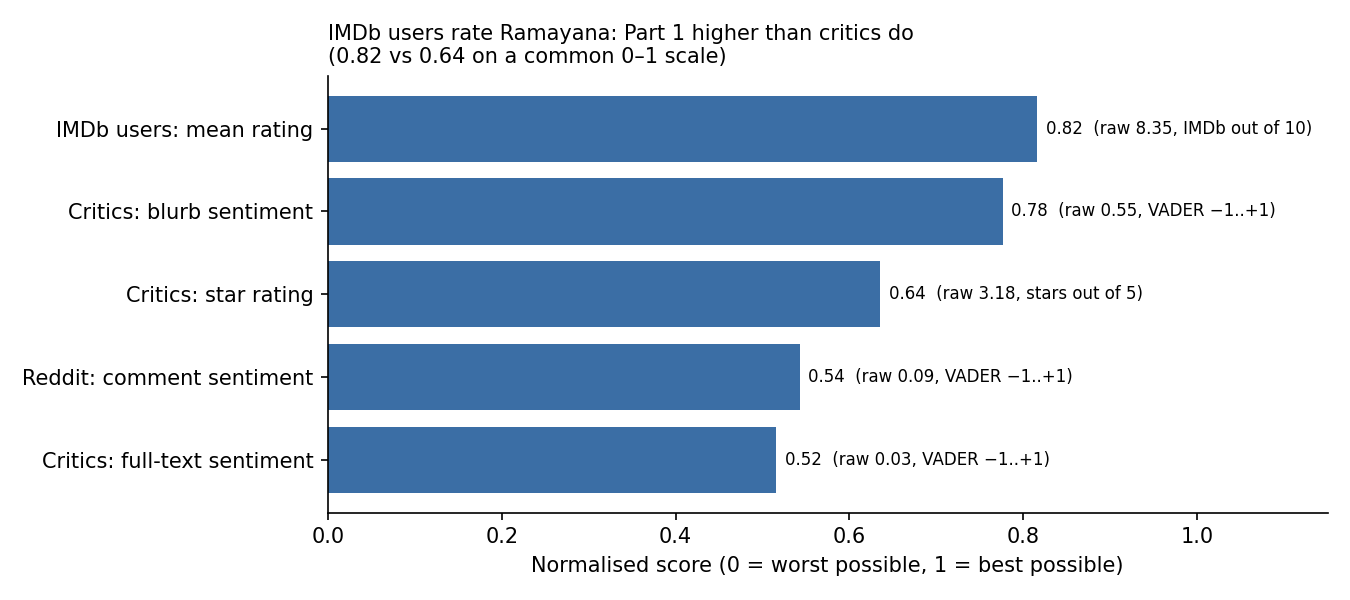 IMDb users rate Ramayana: Part 1 higher than critics do
(0.82 vs 0.64 on a common 0–1 scale)
IMDb users: mean rating
0.82 (raw 8.35, IMDb out of 10)
Critics: blurb sentiment
0.78 (raw 0.55, VADER −1..+1)
Critics: star rating
0.64 (raw 3.18, stars out of 5)
Reddit: comment sentiment
0.54 (raw 0.09, VADER −1..+1)
Critics: full-text sentiment
0.52 (raw 0.03, VADER −1..+1)
0.0 0.2 0.4 0.6 0.8 1.0
Normalised score (0 = worst possible, 1 = best possible)